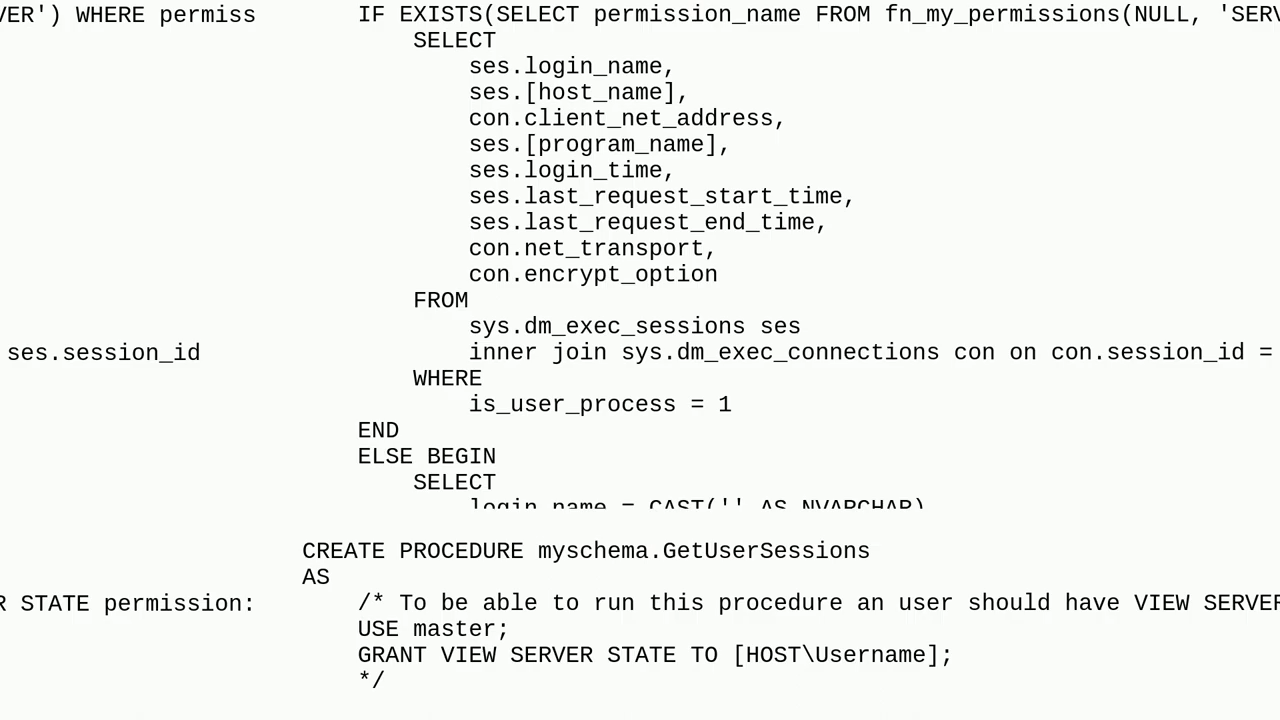 VER') WHERE permiss IF EXISTS(SELECT permission_name FROM fn_my_permissions(NULL, 'SERV
SELECT
ses.login_name,
ses.[host_name],
con.client_net_address,
ses.[program_name],
ses.login_time,
ses.last_request_start_time,
ses.last_request_end_time,
con.net_transport,
con.encrypt_option
FROM
sys.dm_exec_sessions ses
ses.session_id inner join sys.dm_exec_connections con on con.session_id =
WHERE
is_user_process = 1
END
ELSE BEGIN
SELECT
login_name = CAST('' AS NVARCHAR)
CREATE PROCEDURE myschema.GetUserSessions
AS
R STATE permission: /* To be able to run this procedure an user should have VIEW SERVER
USE master;
GRANT VIEW SERVER STATE TO [HOST\Username];
*/